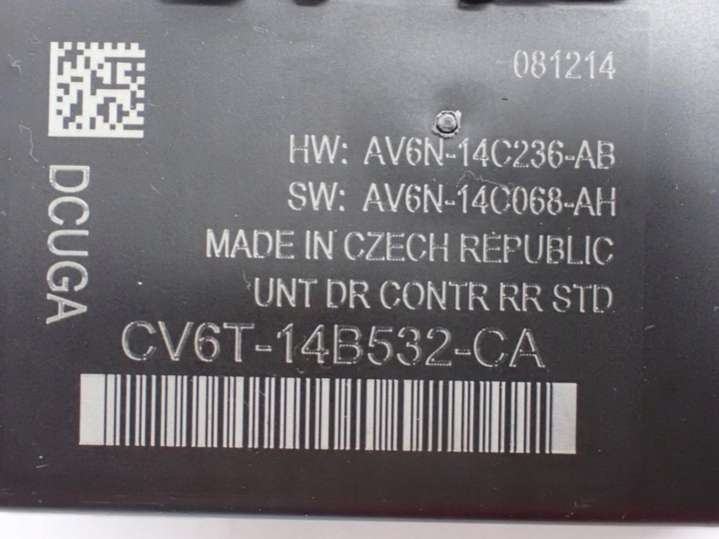 081214
HW: AV6N-14C236-AB
SW: AV6N-14C068-AH
MADE IN CZECH REPUBLIC
UNT DR CONTR RR STD
CV6T-14B532-CA
DCUGA